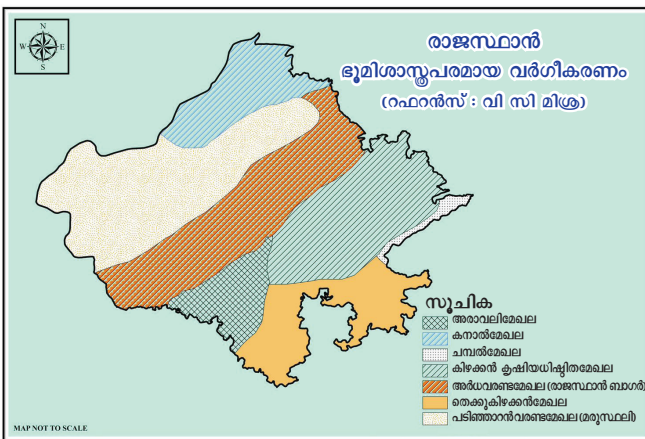 N
W E
S
രാജസ്ഥാൻ
ഭൂമിശാസ്ത്രപരമായ വർഗീകരണം
(റഫറൻസ് : വി സി മിശ്ര)
സൂചിക
അരാവലിമേഖല
കനാൽമേഖല
ചമ്പൽമേഖല
കിഴക്കൻ കൃഷിയധിഷ്ഠിതമേഖല
അർധവരണ്ടമേഖല (രാജസ്ഥാൻ ബാഗർ)
തെക്കുകിഴക്കൻമേഖല
പടിഞ്ഞാറൻവരണ്ടമേഖല (മരുസ്ഥലി)
MAP NOT TO SCALE